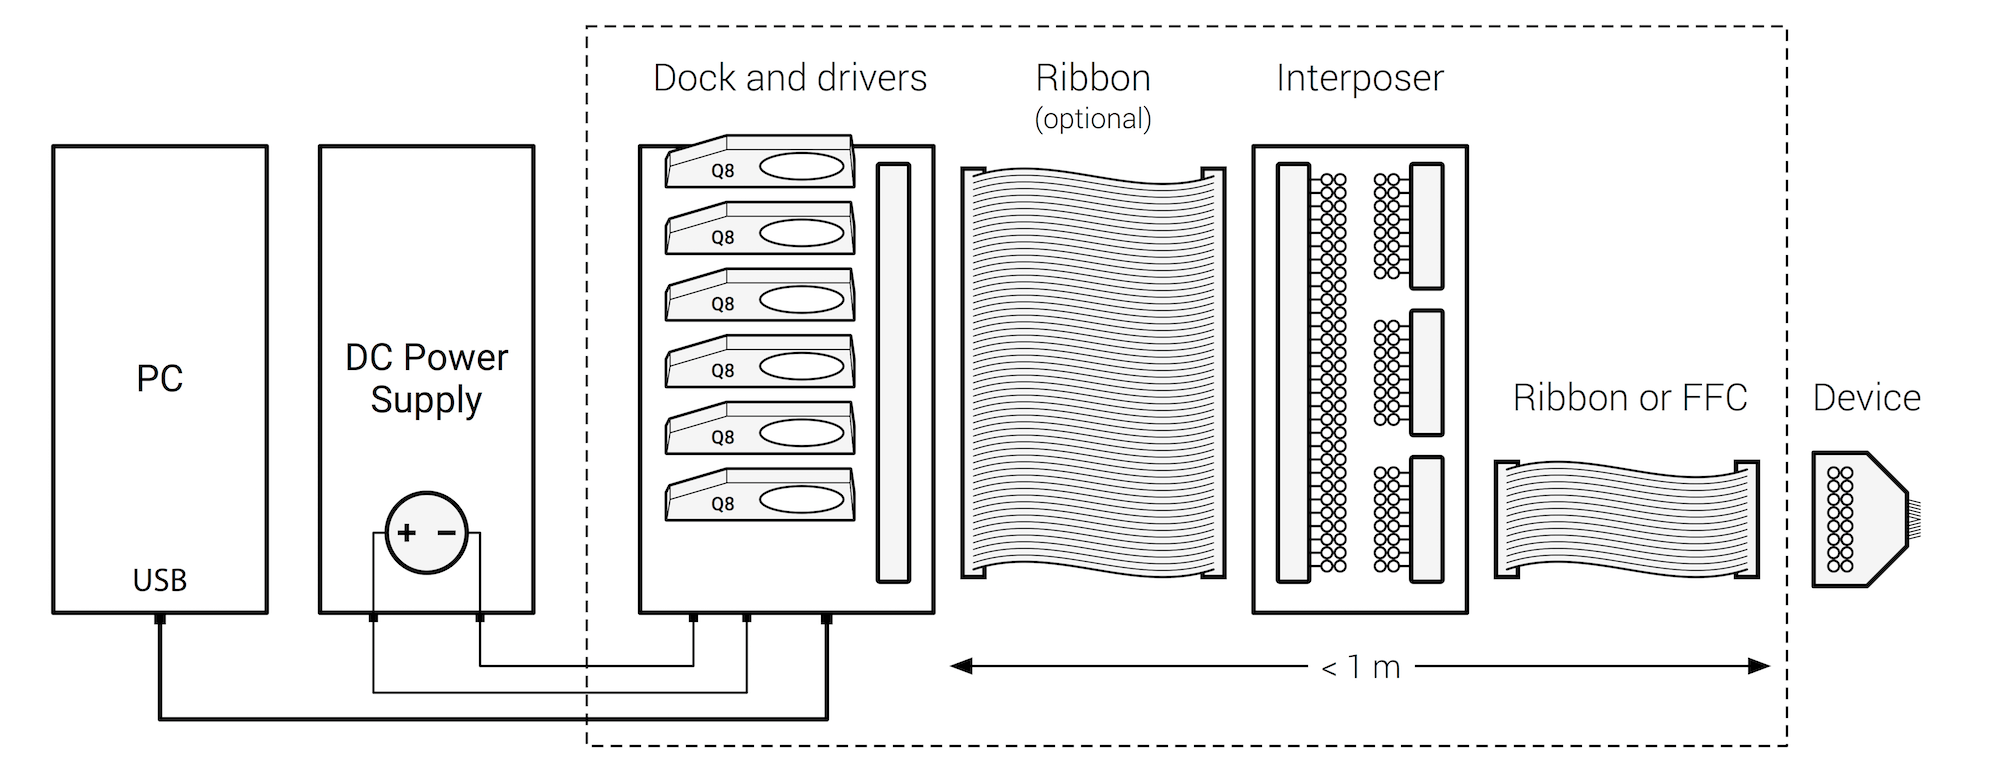 Dock and drivers
Ribbon
(optional)
Interposer
PC
USB
DC Power
Supply
+ −
Q8
Q8
Q8
Q8
Q8
Q8
Ribbon or FFC
Device
< 1 m